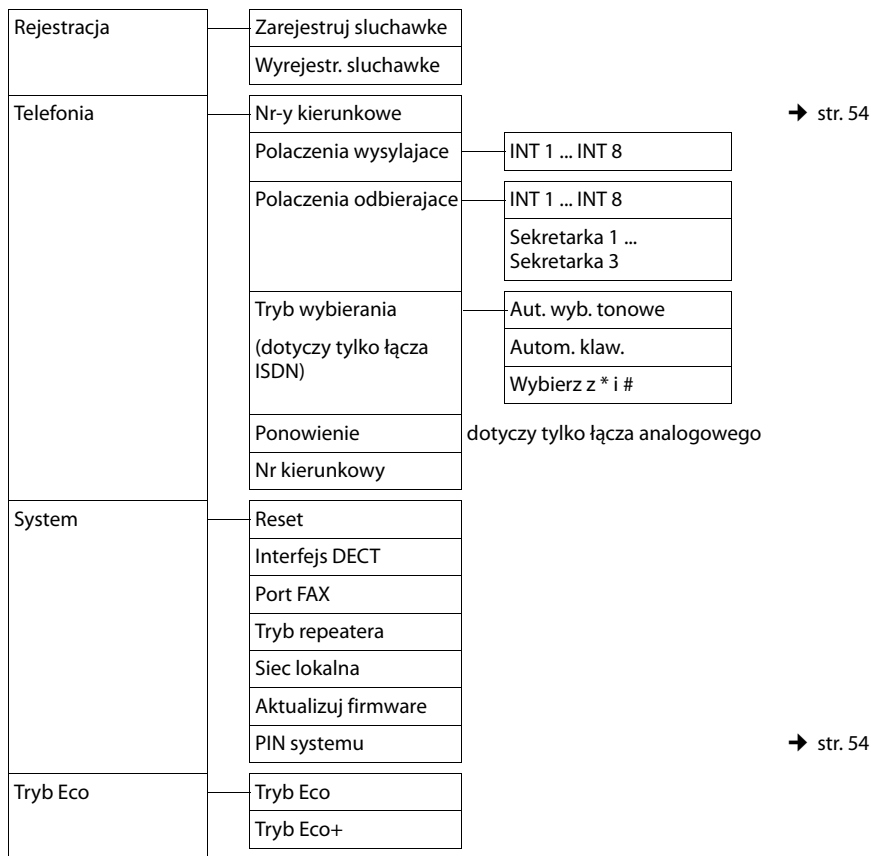 Rejestracja
Zarejestruj sluchawke
Wyrejestr. sluchawke
Telefonia
Nr-y kierunkowe
➔ str. 54
Polaczenia wysylajace
INT 1 ... INT 8
Polaczenia odbierajace
INT 1 ... INT 8
Sekretarka 1 ...
Sekretarka 3
Tryb wybierania
(dotyczy tylko łącza
ISDN)
Aut. wyb. tonowe
Autom. klaw.
Wybierz z * i #
Ponowienie
dotyczy tylko łącza analogowego
Nr kierunkowy
System
Reset
Interfejs DECT
Port FAX
Tryb repeatera
Siec lokalna
Aktualizuj firmware
PIN systemu
➔ str. 54
Tryb Eco
Tryb Eco
Tryb Eco+